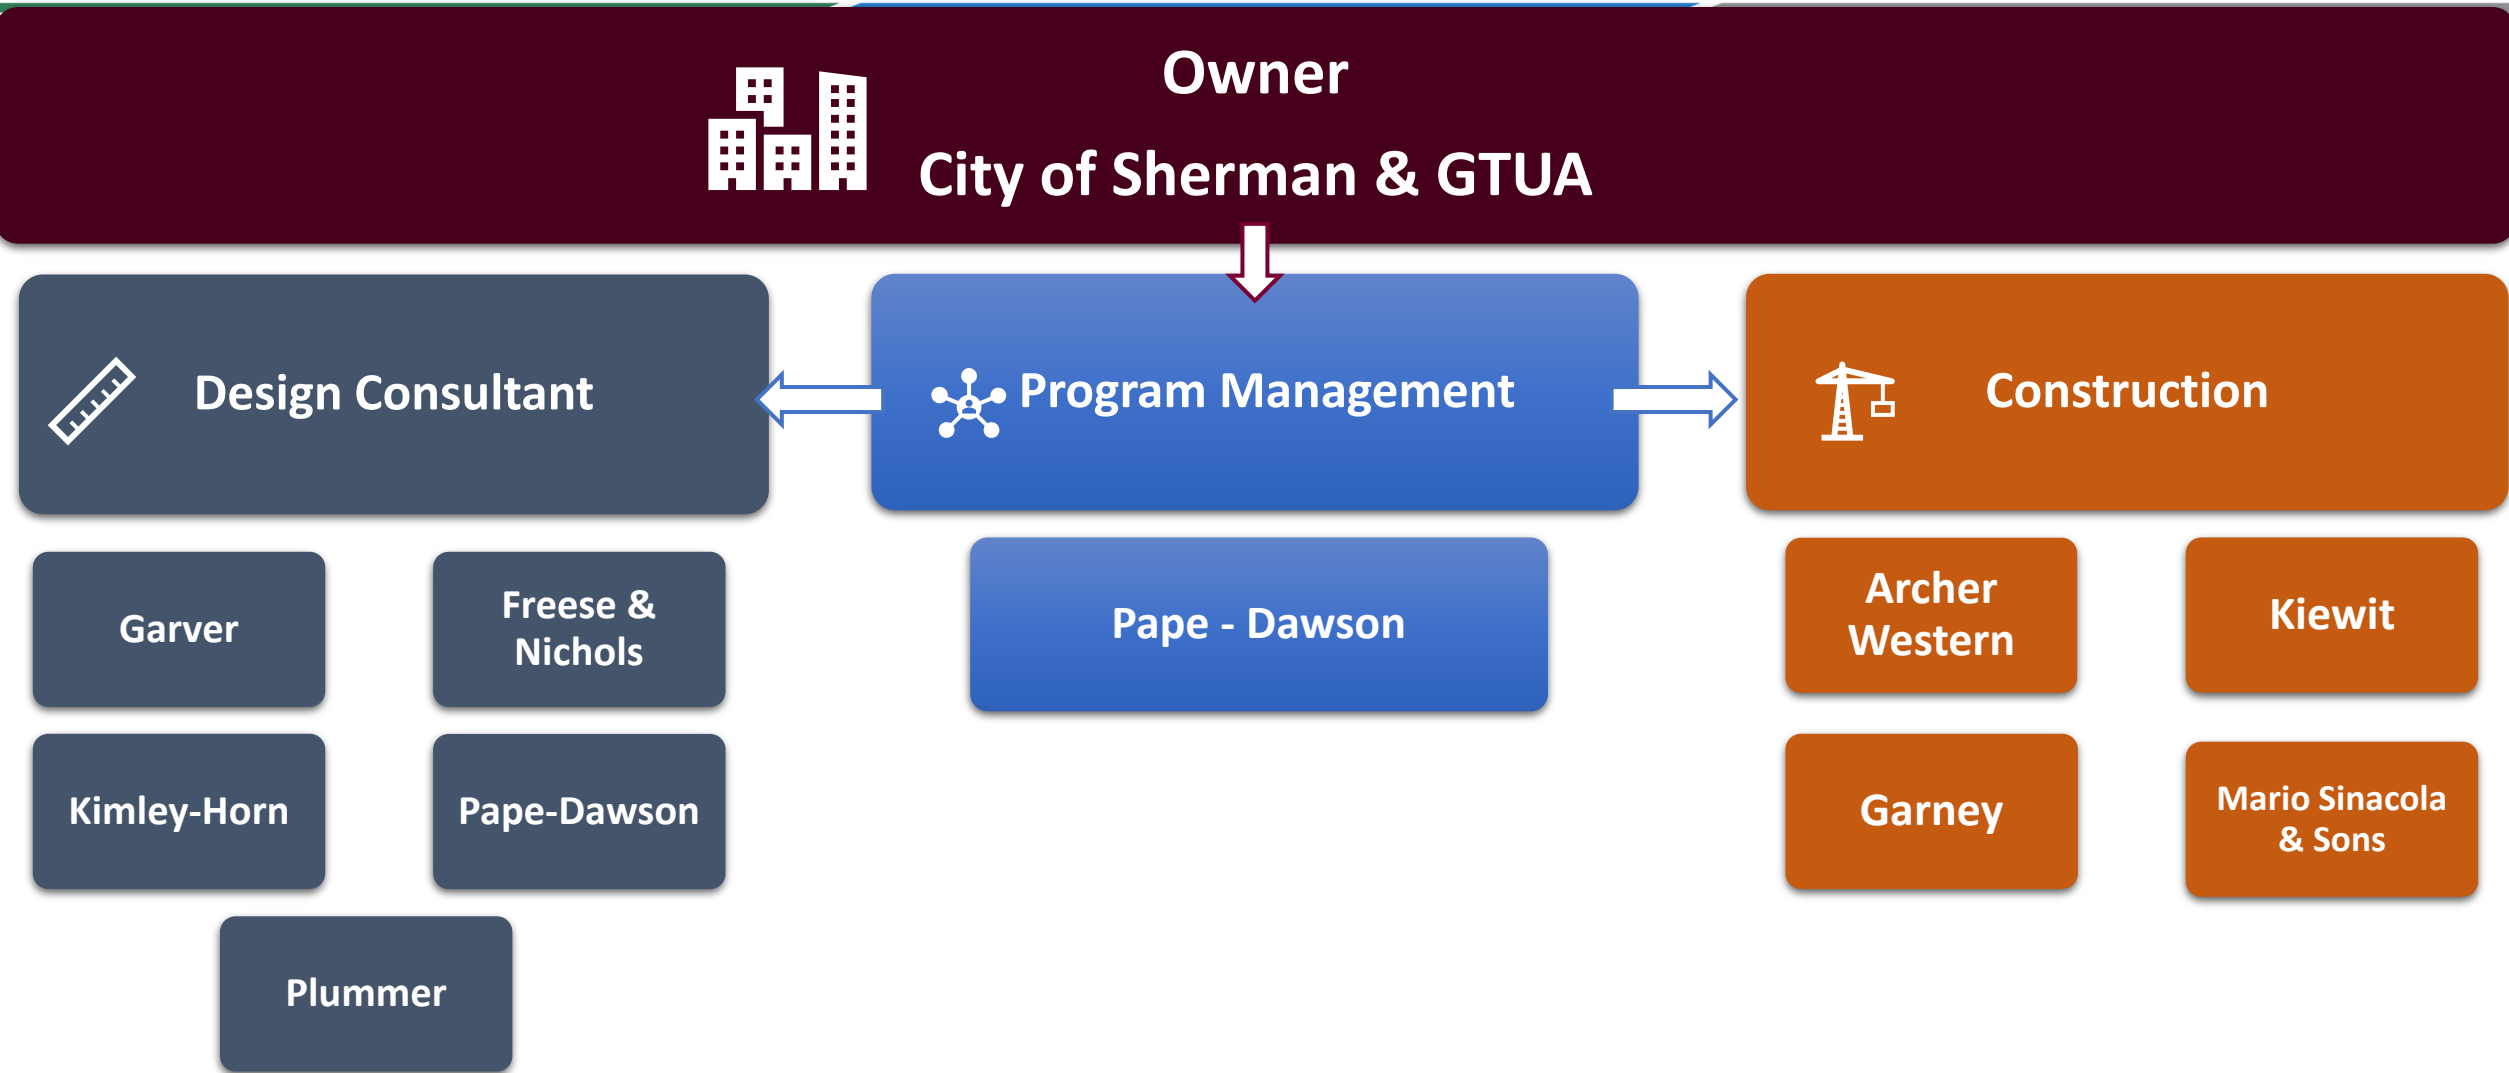 Owner
City of Sherman & GTUA
Design Consultant
Program Management
Construction
Garver
Freese &
Nichols
Kimley-Horn
Pape-Dawson
Plummer
Pape - Dawson
Archer
Western
Kiewit
Garney
Mario Sinacola
& Sons